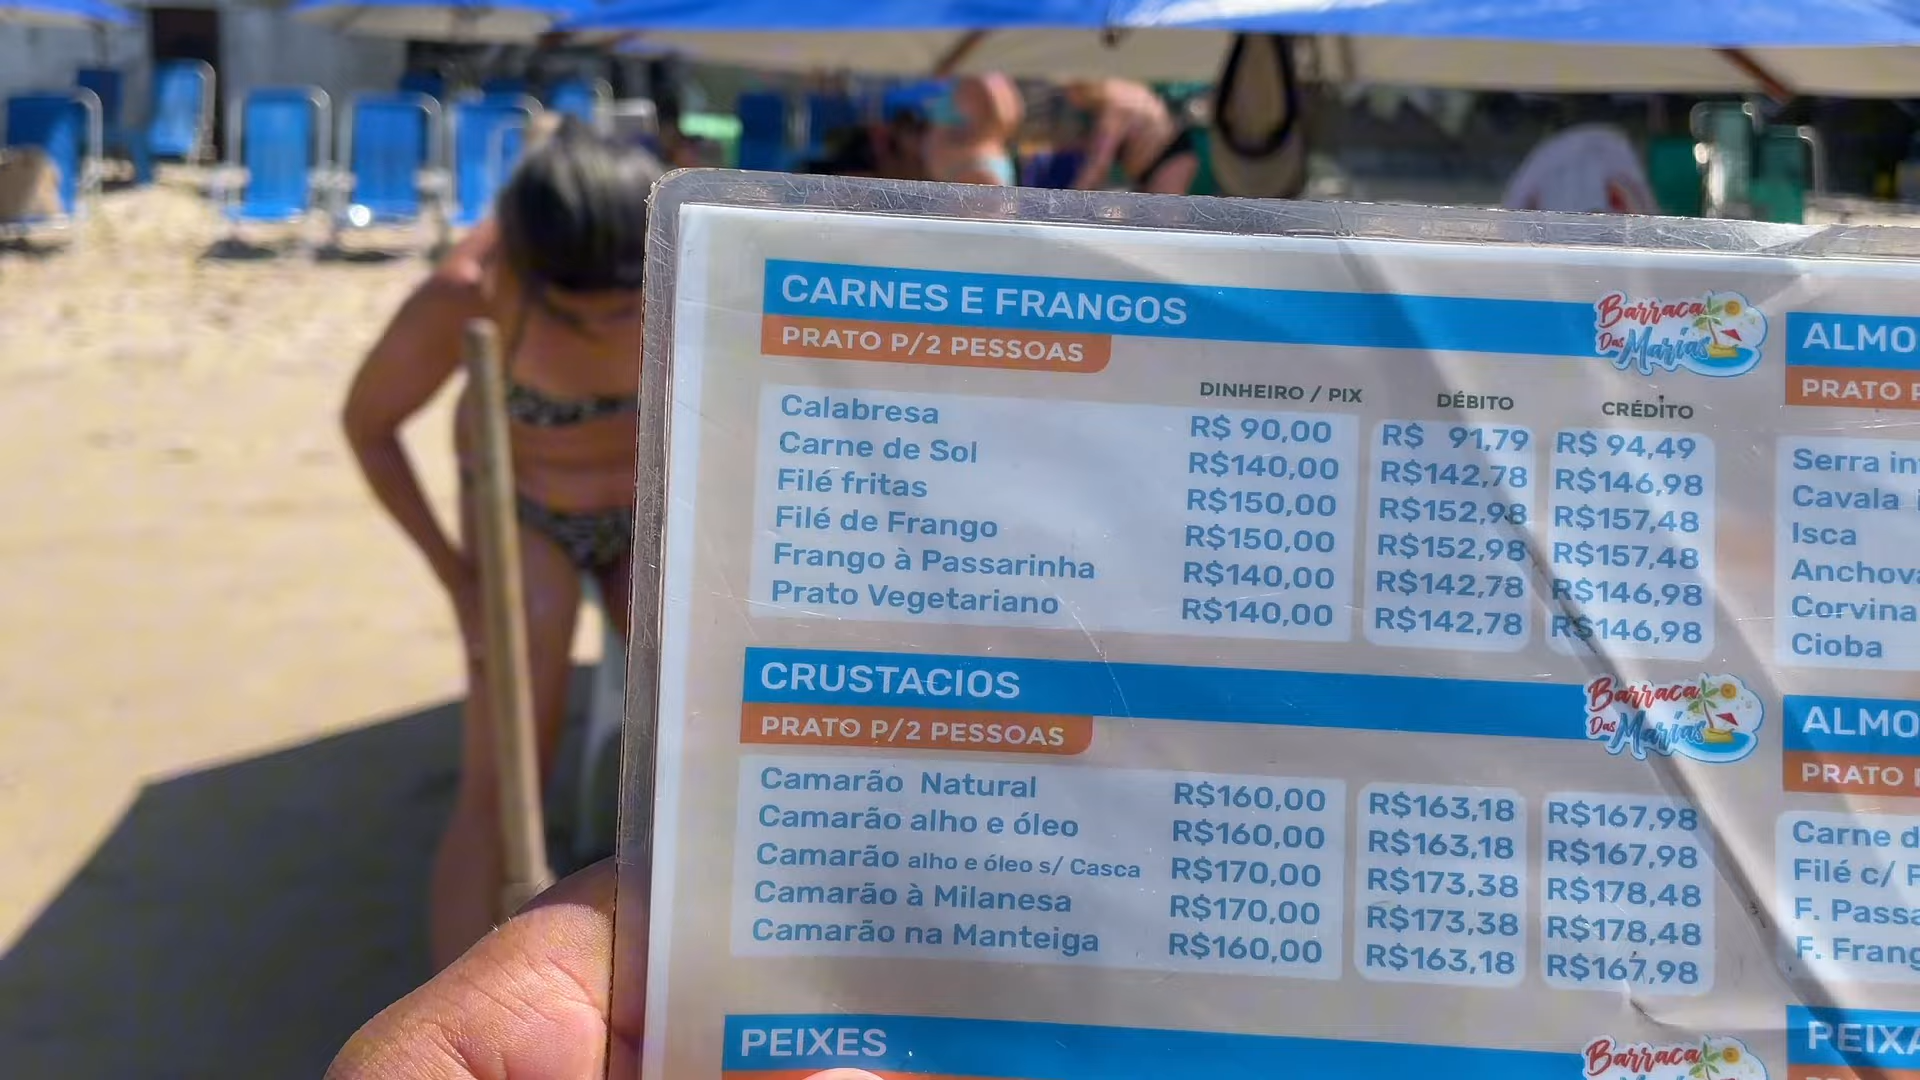 CARNES E FRANGOS
Barraca Das Marias
PRATO P/2 PESSOAS
DINHEIRO / PIX DÉBITO CRÉDITO
Calabresa R$ 90,00 R$ 91,79 R$ 94,49
Carne de Sol R$140,00 R$142,78 R$146,98
Filé fritas R$150,00 R$152,98 R$157,48
Filé de Frango R$150,00 R$152,98 R$157,48
Frango à Passarinha R$140,00 R$142,78 R$146,98
Prato Vegetariano R$140,00 R$142,78 R$146,98
CRUSTACIOS
Barraca Das Marias
PRATO P/2 PESSOAS
Camarão Natural R$160,00 R$163,18 R$167,98
Camarão alho e óleo R$160,00 R$163,18 R$167,98
Camarão alho e óleo s/ Casca R$170,00 R$173,38 R$178,48
Camarão à Milanesa R$170,00 R$173,38 R$178,48
Camarão na Manteiga R$160,00 R$163,18 R$167,98
PEIXES
Barraca
ALMO
PRATO
Serra
Cavala
Isca
Anchova
Corvina
Cioba
ALMO
PRATO
Carne d
Filé c/
F. Passa
F. Frang
PEIXA